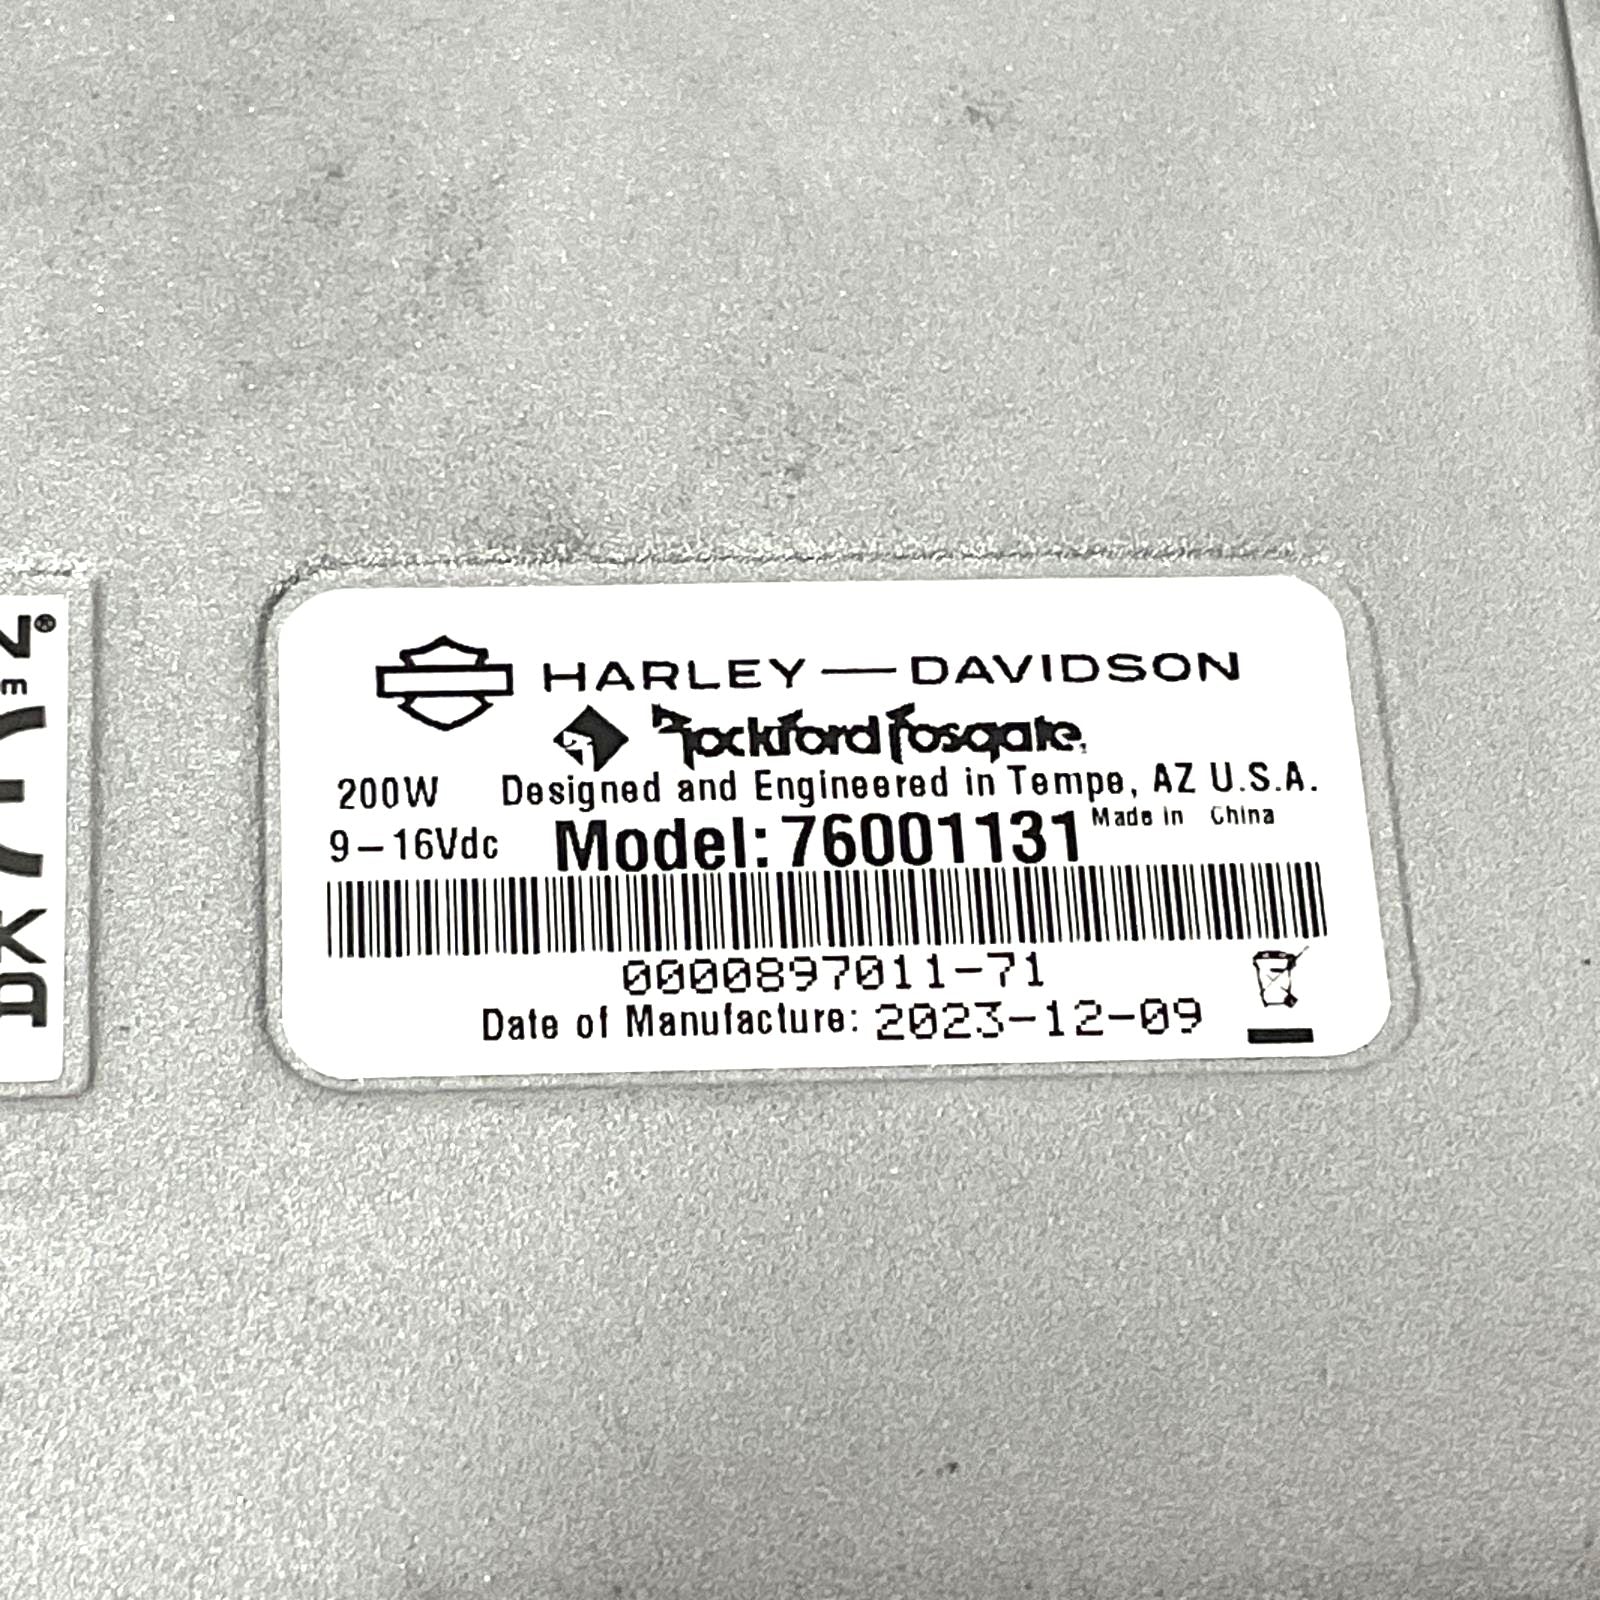 HARLEY—DAVIDSON
Rockford Fosgate
200W Designed and Engineered in Tempe, AZ U.S.A.
9-16Vdc Model: 76001131 Made in China
0000897011-71
Date of Manufacture: 2023-12-09